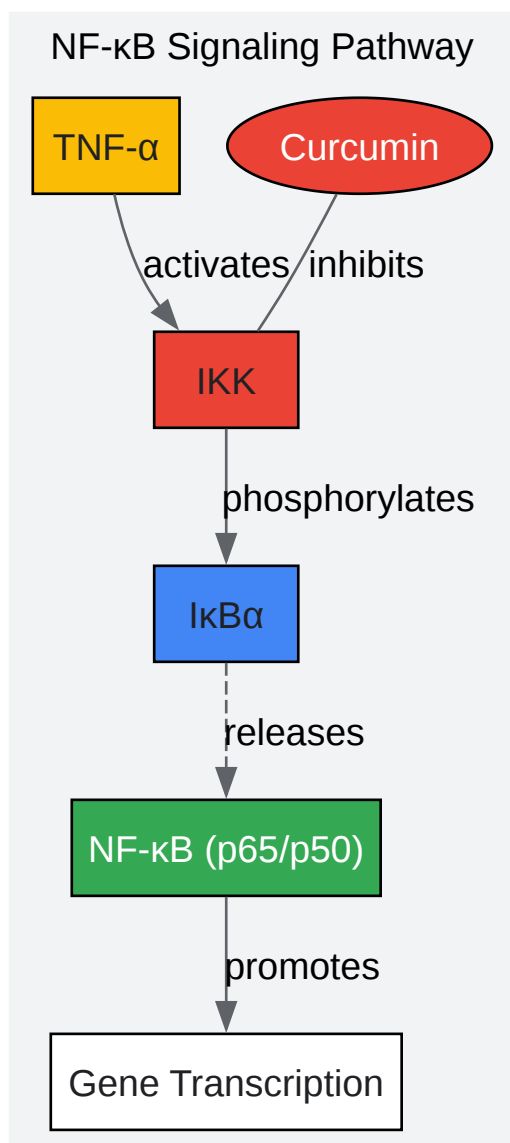 NF-κB Signaling Pathway
TNF-α
Curcumin
activates
inhibits
IKK
phosphorylates
IκBα
releases
NF-κB (p65/p50)
promotes
Gene Transcription